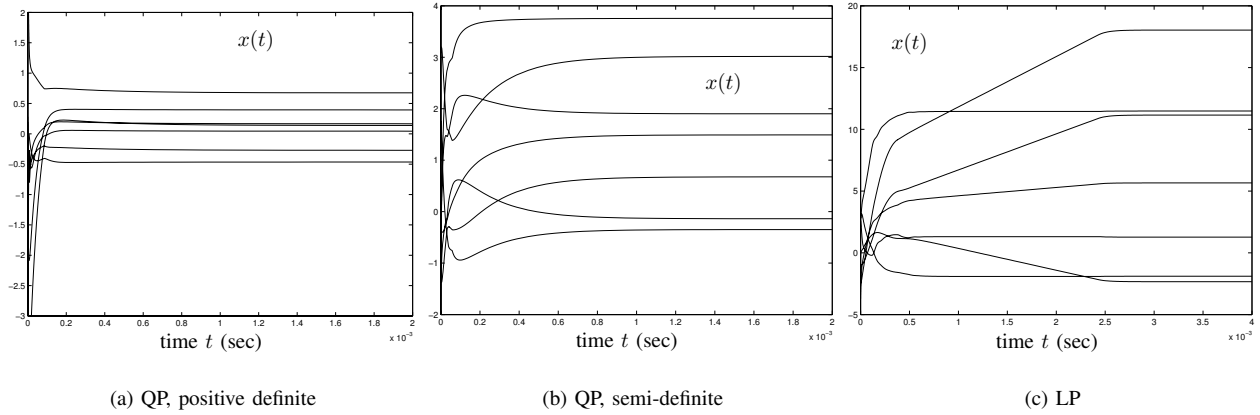 2
1.5
1
0.5
0
−0.5
−1
−1.5
−2
−2.5
−3
x(t)
0 0.2 0.4 0.6 0.8 1 1.2 1.4 1.6 1.8 2
x 10⁻³
time t (sec)
(a) QP, positive definite
4
3
2
1
0
−1
−2
x(t)
0 0.2 0.4 0.6 0.8 1 1.2 1.4 1.6 1.8 2
x 10⁻³
time t (sec)
(b) QP, semi-definite
20
15
10
5
0
−5
x(t)
0 0.5 1 1.5 2 2.5 3 3.5 4
x 10⁻³
time t (sec)
(c) LP